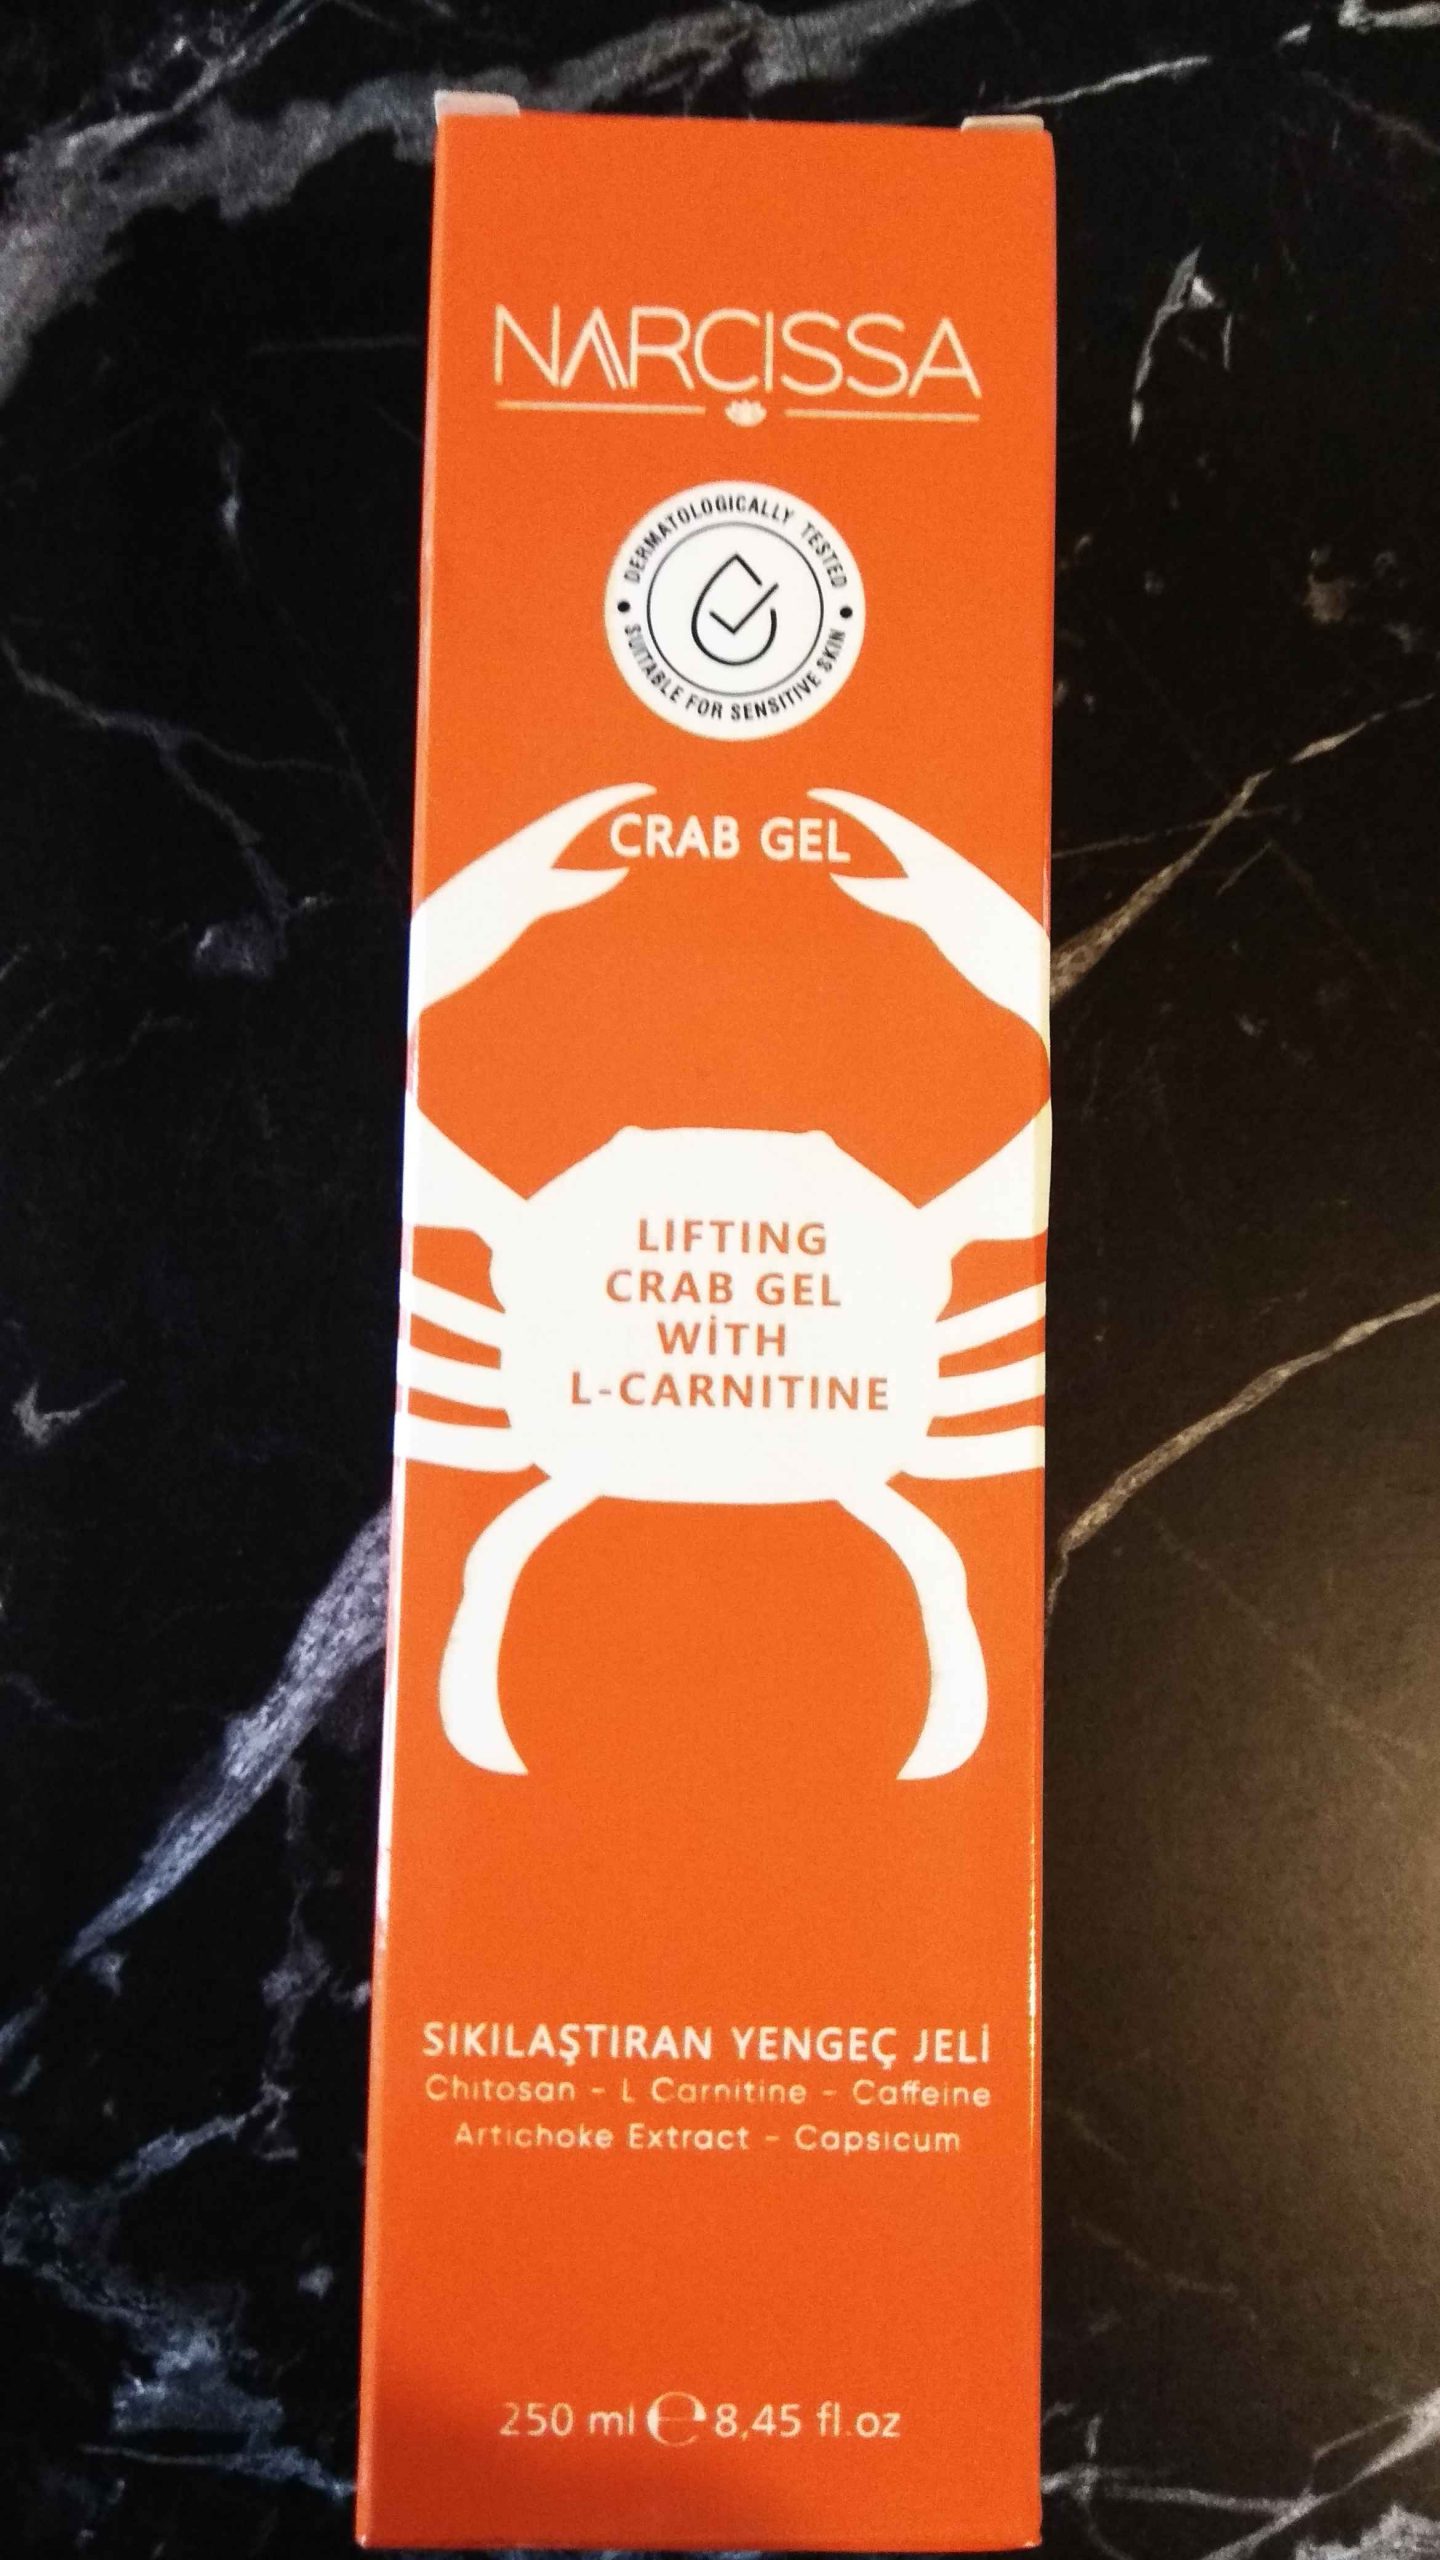 NARCISSA
DERMATOLOGICALLY TESTED
SUITABLE FOR SENSITIVE SKIN
CRAB GEL
LIFTING
CRAB GEL
WİTH
L-CARNITINE
SIKILAŞTIRAN YENGEÇ JELİ
Chitosan - L Carnitine - Caffeine
Artichoke Extract - Capsicum
250 ml ℮ 8,45 fl.oz